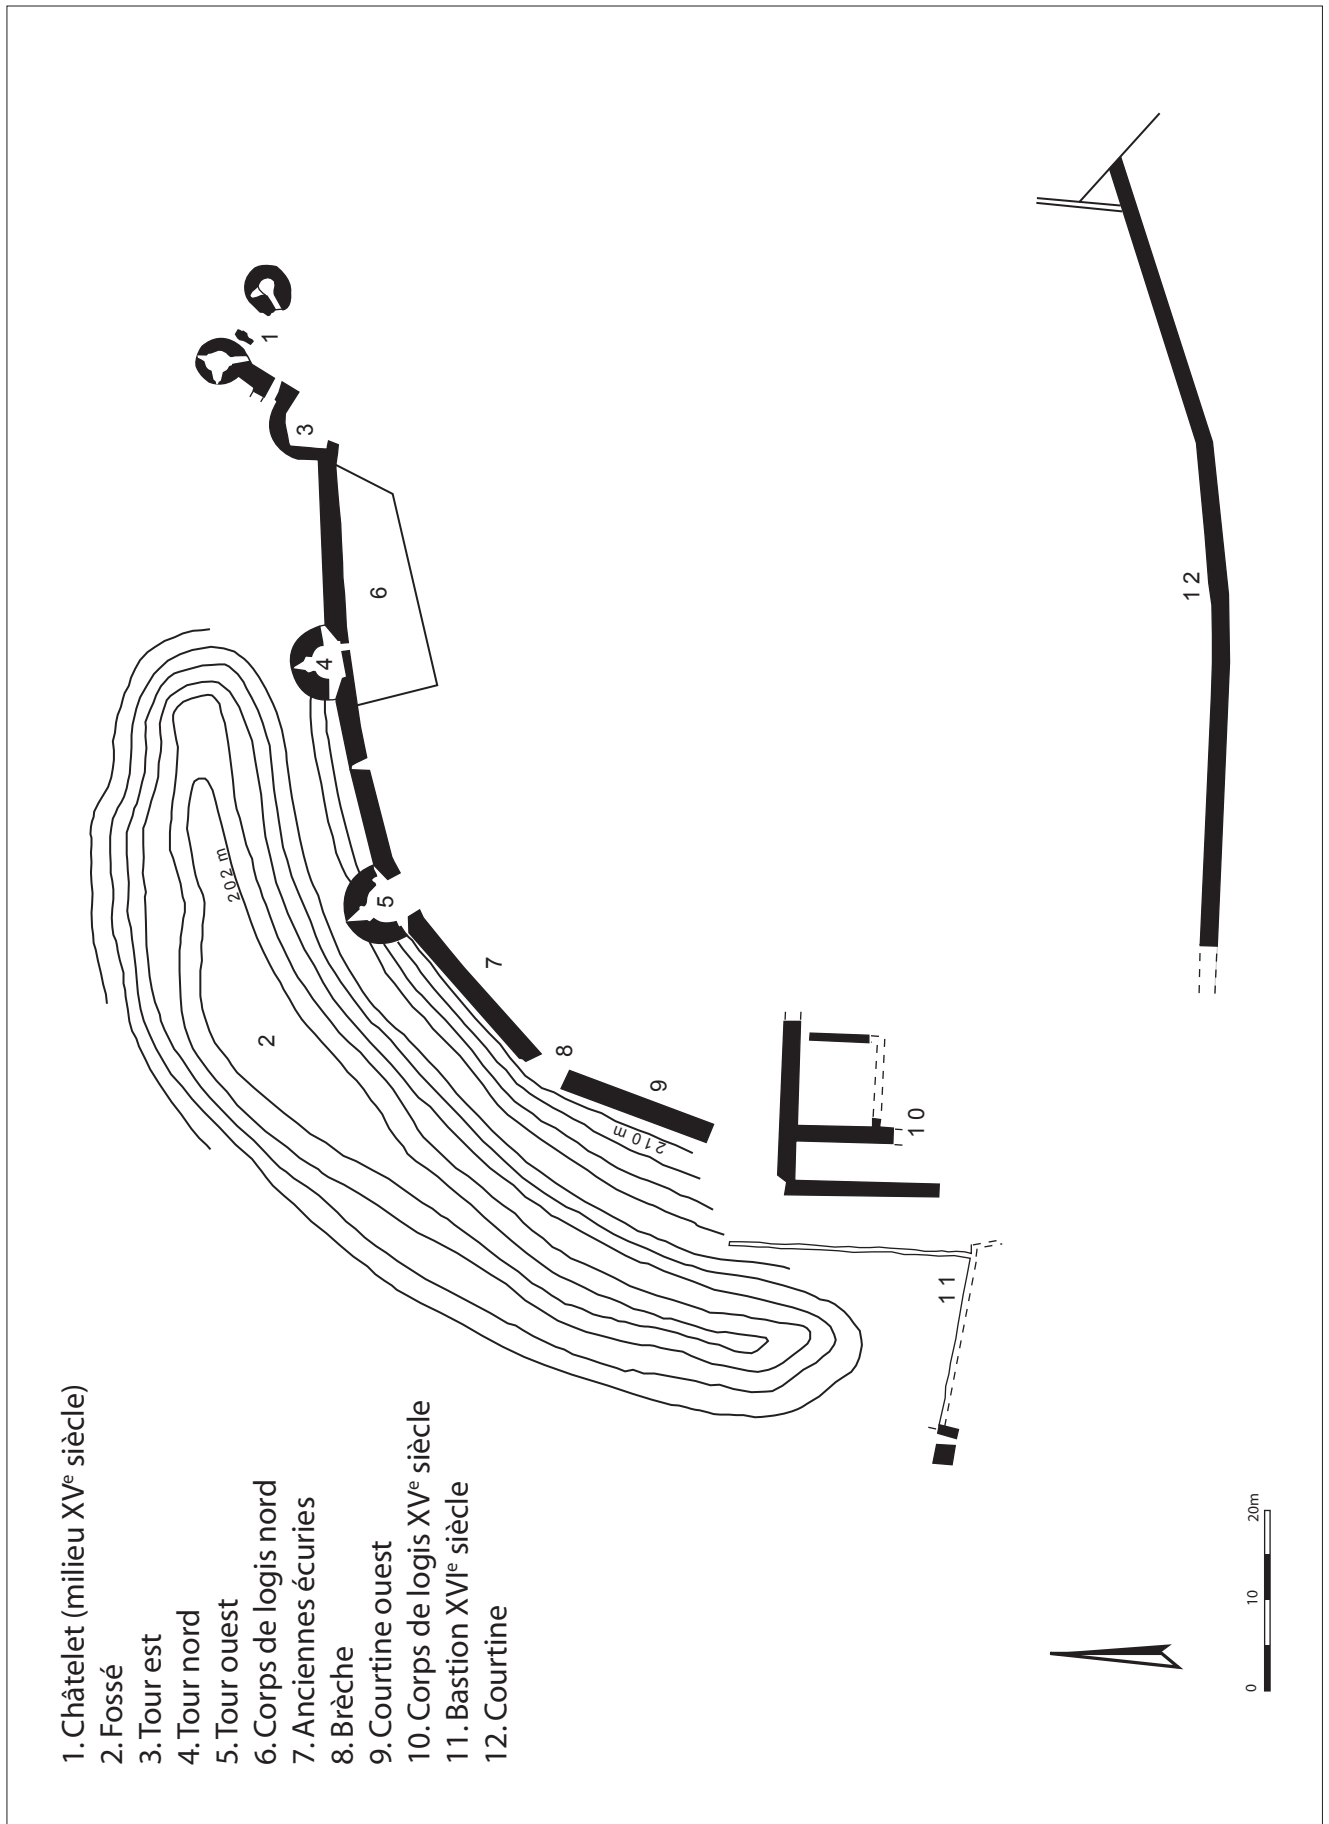 1. Châtelet (milieu XVe siècle)
2. Fossé
3. Tour est
4. Tour nord
5. Tour ouest
6. Corps de logis nord
7. Anciennes écuries
8. Brèche
9. Courtine ouest
10. Corps de logis XVe siècle
11. Bastion XVIe siècle
12. Courtine
1
3
6
4
202 m
5
7
2
8
9
210 m
10
11
12
0
10
20m